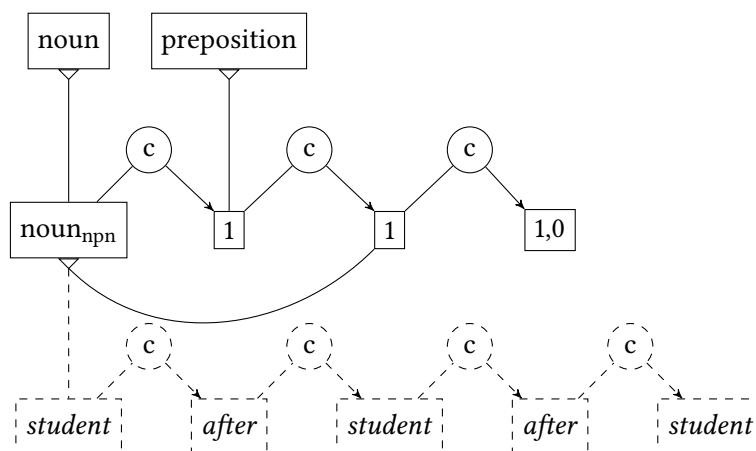 noun preposition
c c c
noun_npn 1 1 1,0
c c c c
student after student after student